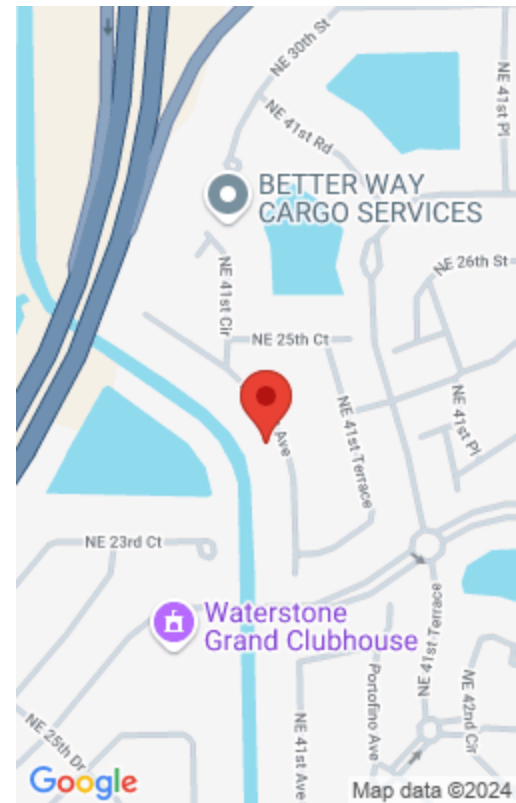 NE 30th St
NE 41st Rd
NE 41st Pl
BETTER WAY
CARGO SERVICES
NE 26th St
NE 41st Cir
NE 25th Ct
Ave
NE 41st Terrace
NE 41st Pl
NE 23rd Ct
Waterstone
Grand Clubhouse
NE 41st Terrace
NE 42nd Cir
Portofino Ave
NE 41st Ave
NE 25th Dr
Google
Map data ©2024